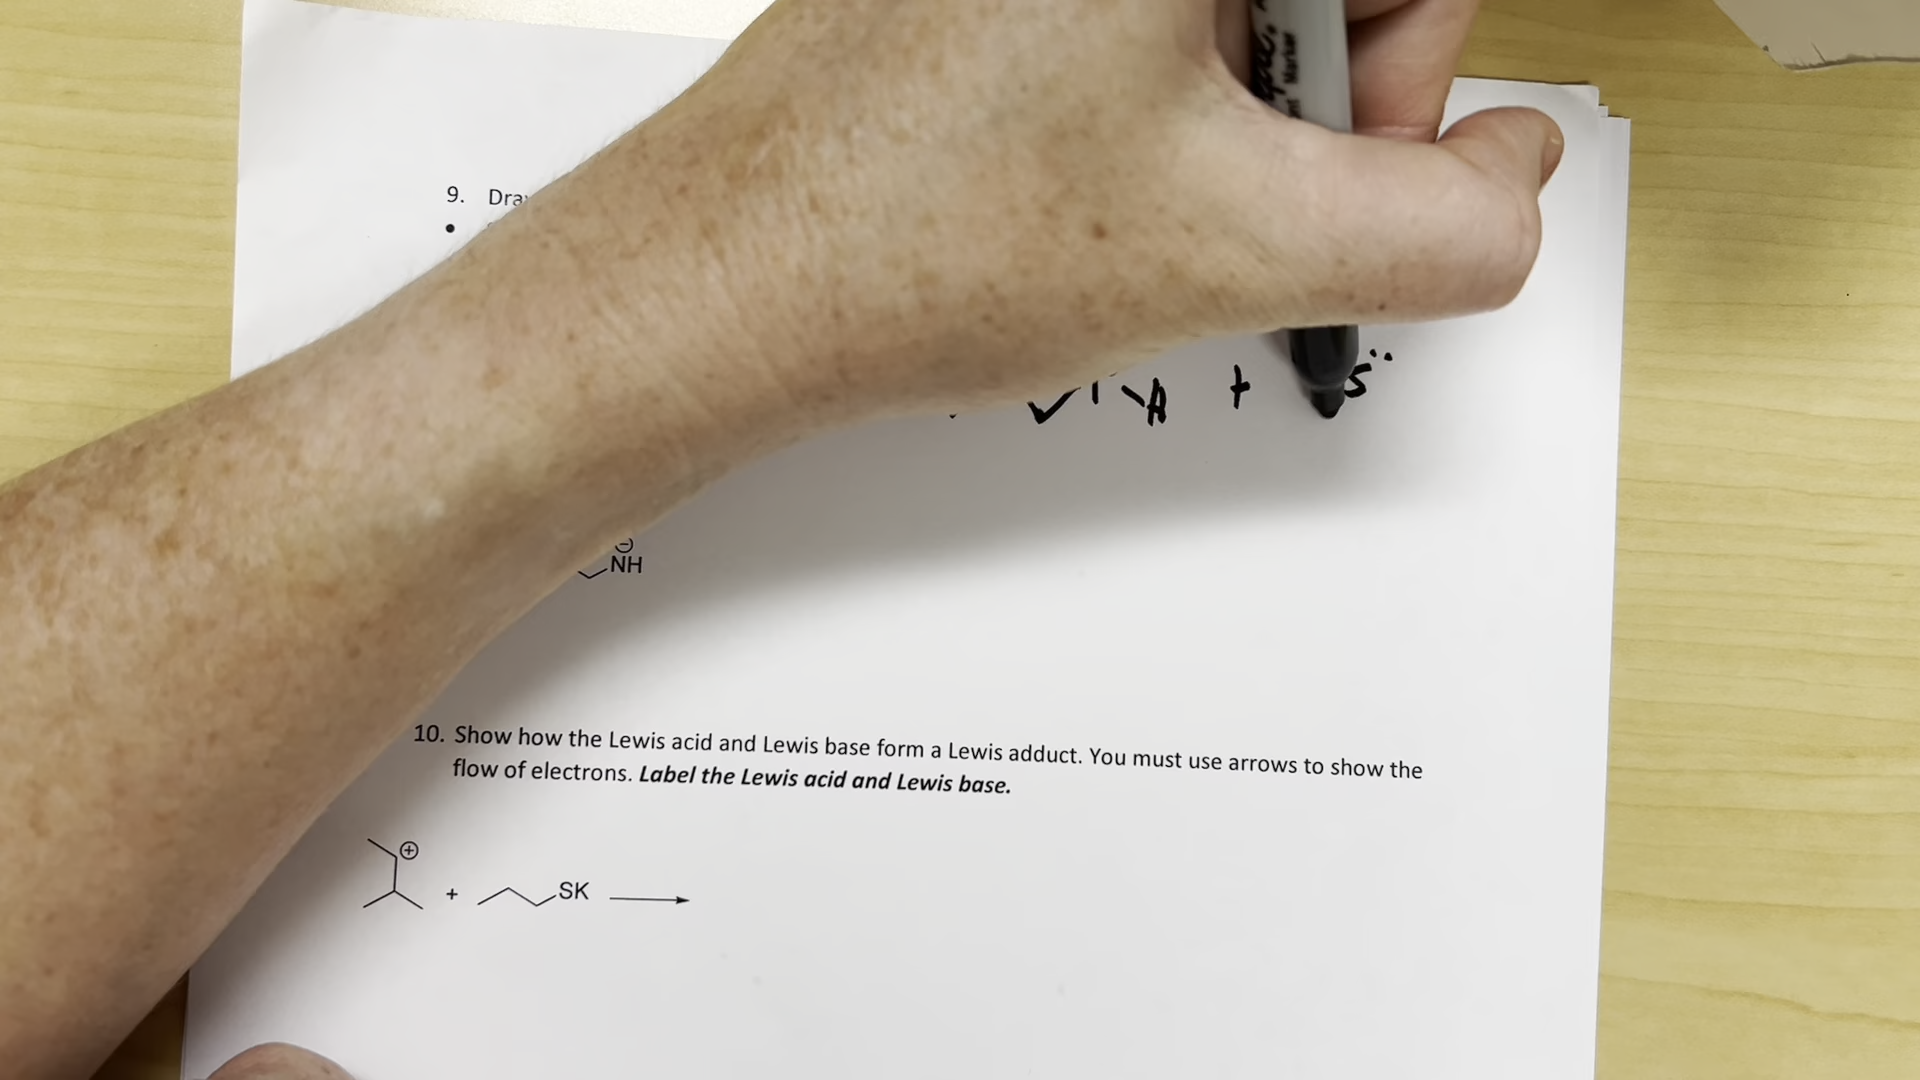 9. Dra
A + S
⊖
NH
10. Show how the Lewis acid and Lewis base form a Lewis adduct. You must use arrows to show the
flow of electrons. Label the Lewis acid and Lewis base.
⊕
+ SK